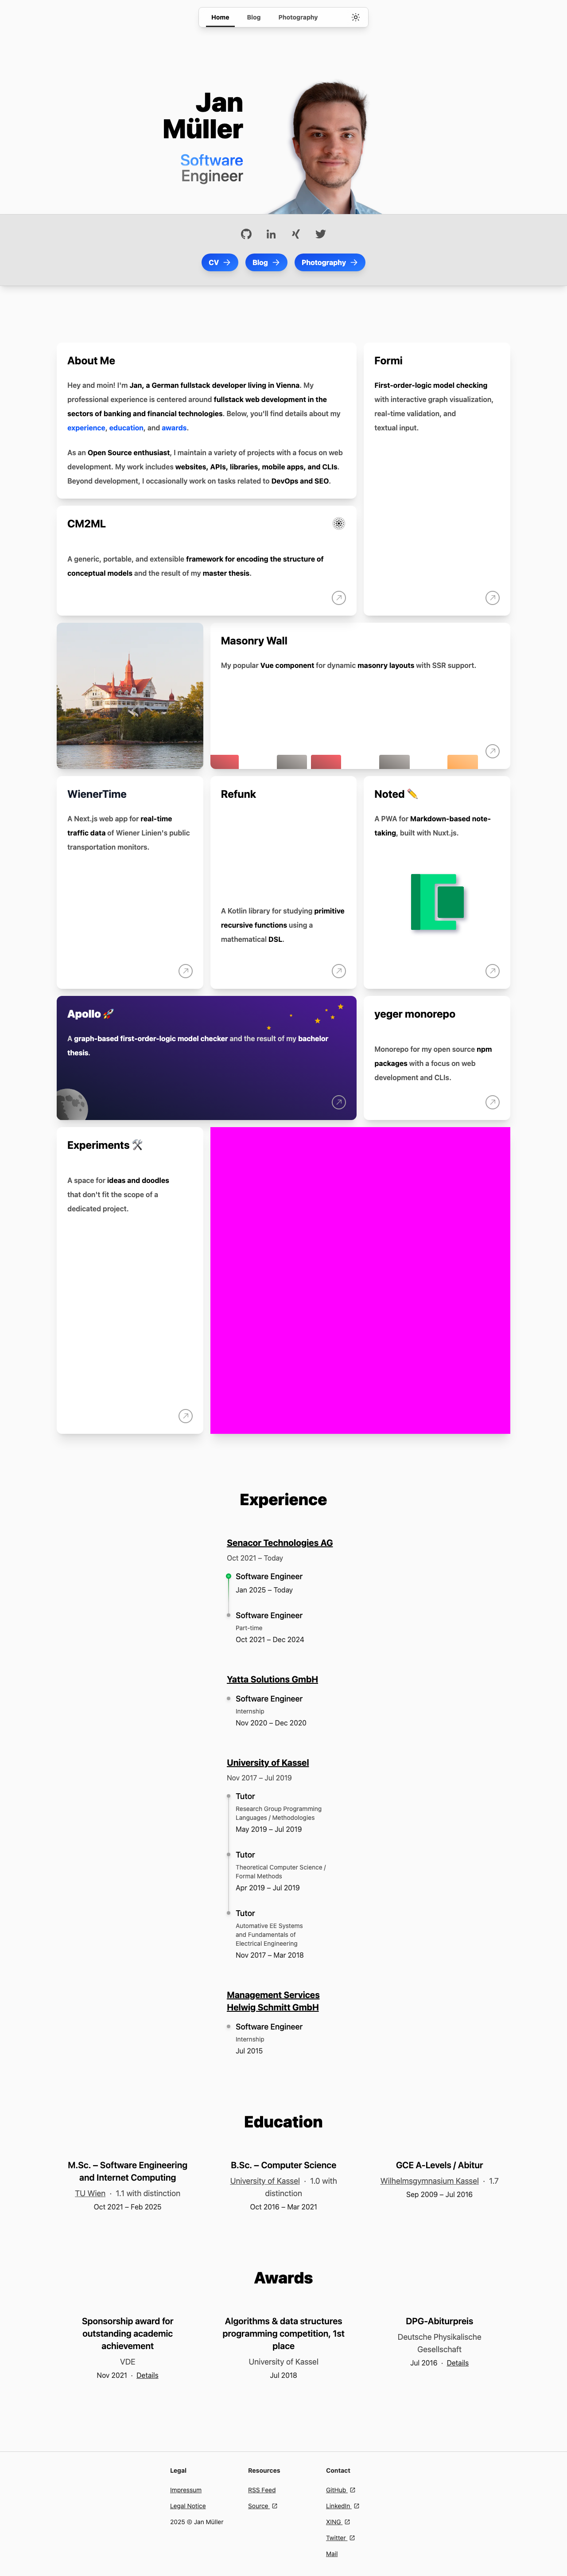 Home Blog Photography
Jan
Müller
Software
Engineer
CV Blog Photography
About Me
Hey and moin! I'm Jan, a German fullstack developer living in Vienna. My
professional experience is centered around fullstack web development in the
sectors of banking and financial technologies. Below, you'll find details about my
experience, education, and awards.
As an Open Source enthusiast, I maintain a variety of projects with a focus on web
development. My work includes websites, APIs, libraries, mobile apps, and CLIs.
Beyond development, I occasionally work on tasks related to DevOps and SEO.
Formi
First-order-logic model checking
with interactive graph visualization,
real-time validation, and
textual input.
CM2ML
A generic, portable, and extensible framework for encoding the structure of
conceptual models and the result of my master thesis.
Masonry Wall
My popular Vue component for dynamic masonry layouts with SSR support.
WienerTime
A Next.js web app for real-time
traffic data of Wiener Linien's public
transportation monitors.
Refunk
A Kotlin library for studying primitive
recursive functions using a
mathematical DSL.
Noted ✏️
A PWA for Markdown-based note-
taking, built with Nuxt.js.
Apollo 🚀
A graph-based first-order-logic model checker and the result of my bachelor
thesis.
yeger monorepo
Monorepo for my open source npm
packages with a focus on web
development and CLIs.
Experiments 🛠️
A space for ideas and doodles
that don't fit the scope of a
dedicated project.
Experience
Senacor Technologies AG
Oct 2021 – Today
Software Engineer
Jan 2025 – Today
Software Engineer
Part-time
Oct 2021 – Dec 2024
Yatta Solutions GmbH
Software Engineer
Internship
Nov 2020 – Dec 2020
University of Kassel
Nov 2017 – Jul 2019
Tutor
Research Group Programming
Languages / Methodologies
May 2019 – Jul 2019
Tutor
Theoretical Computer Science /
Formal Methods
Apr 2019 – Jul 2019
Tutor
Automative EE Systems
and Fundamentals of
Electrical Engineering
Nov 2017 – Mar 2018
Management Services
Helwig Schmitt GmbH
Software Engineer
Internship
Jul 2015
Education
M.Sc. – Software Engineering
and Internet Computing
TU Wien · 1.1 with distinction
Oct 2021 – Feb 2025
B.Sc. – Computer Science
University of Kassel · 1.0 with
distinction
Oct 2016 – Mar 2021
GCE A-Levels / Abitur
Wilhelmsgymnasium Kassel · 1.7
Sep 2009 – Jul 2016
Awards
Sponsorship award for
outstanding academic
achievement
VDE
Nov 2021 · Details
Algorithms & data structures
programming competition, 1st
place
University of Kassel
Jul 2018
DPG-Abiturpreis
Deutsche Physikalische
Gesellschaft
Jul 2016 · Details
Legal
Impressum
Legal Notice
2025 © Jan Müller
Resources
RSS Feed
Source
Contact
GitHub
LinkedIn
XING
Twitter
Mail